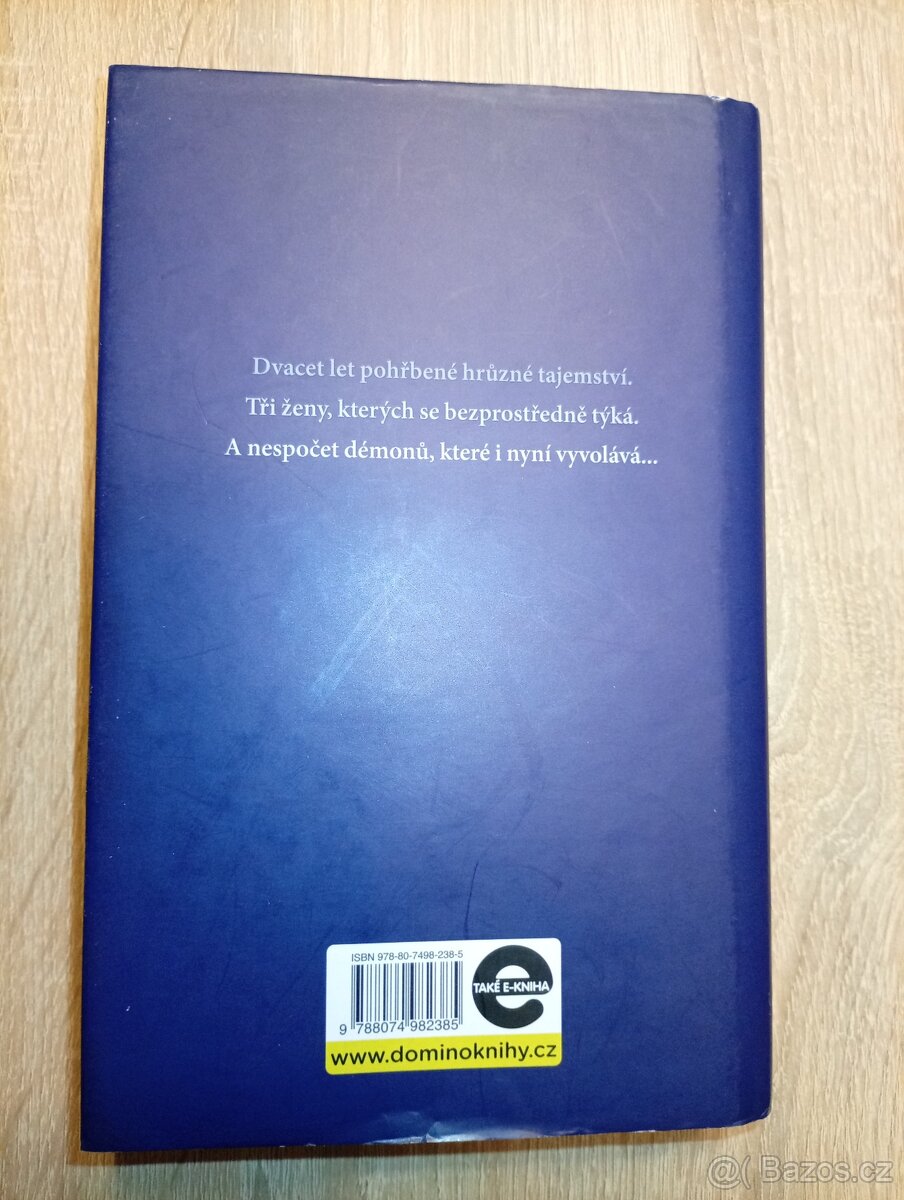 Dvacet let pohřbené hrůzné tajemství.
Tři ženy, kterých se bezprostředně týká.
A nespočet démonů, které i nyní vyvolává...
ISBN 978-80-7498-238-5
TAKÉ E-KNIHA
9 788074 982385
www.dominoknihy.cz
@( Bazos.cz